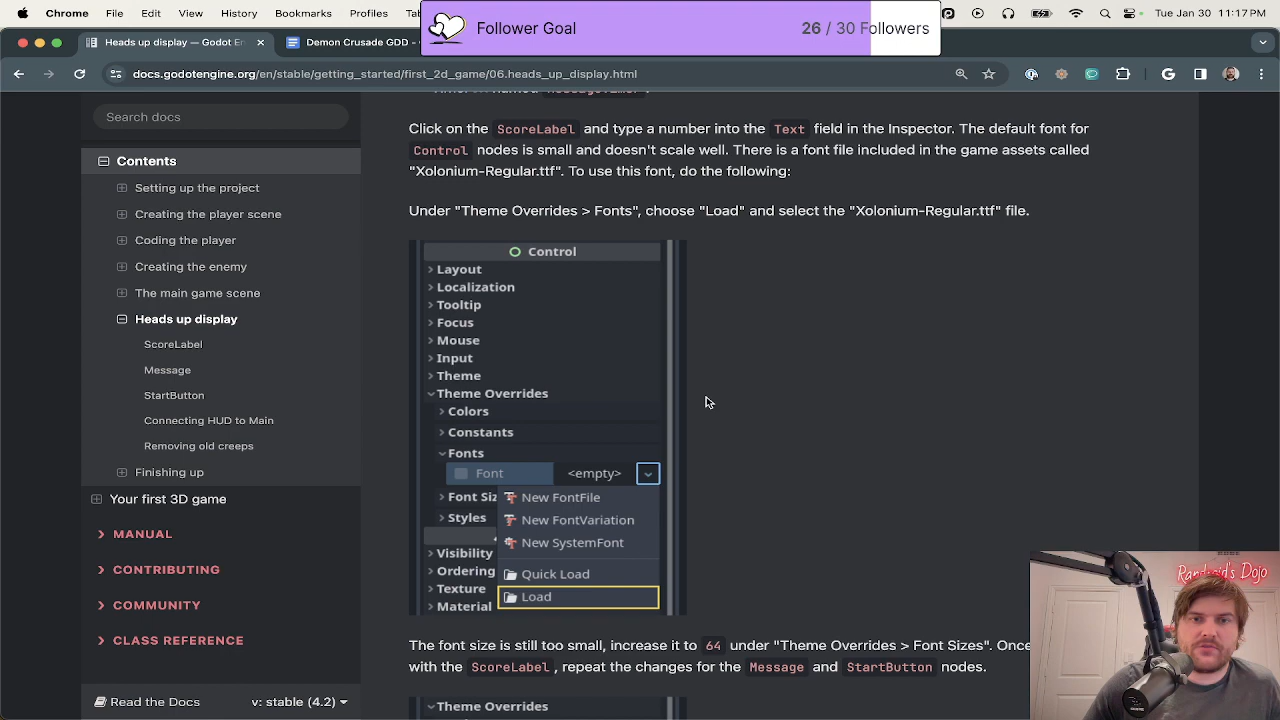 Chrome
File
Edit
View
History
Bookmarks
Tue Jan 30 11:17 PM
Follower Goal
26 / 30 Followers
Heads up display — Godot En
Demon Crusade GDD -
docs.godotengine.org/en/stable/getting_started/first_2d_game/06.heads_up_display.html
Search docs
Contents
Setting up the project
Creating the player scene
Coding the player
Creating the enemy
The main game scene
Heads up display
ScoreLabel
Message
StartButton
Connecting HUD to Main
Removing old creeps
Finishing up
Your first 3D game
MANUAL
CONTRIBUTING
COMMUNITY
CLASS REFERENCE
Read the Docs
v: stable (4.2)
Click on the ScoreLabel and type a number into the Text field in the Inspector. The default font for
Control nodes is small and doesn't scale well. There is a font file included in the game assets called
"Xolonium-Regular.ttf". To use this font, do the following:
Under "Theme Overrides > Fonts", choose "Load" and select the "Xolonium-Regular.ttf" file.
Control
Layout
Localization
Tooltip
Focus
Mouse
Input
Theme
Theme Overrides
Colors
Constants
Fonts
Font <empty>
Font Siz
New FontFile
New FontVariation
Styles
New SystemFont
Visibility
Ordering
Quick Load
Texture
Load
Material
The font size is still too small, increase it to 64 under "Theme Overrides > Font Sizes". Once
with the ScoreLabel, repeat the changes for the Message and StartButton nodes.
Theme Overrides
Randroid's Dojo